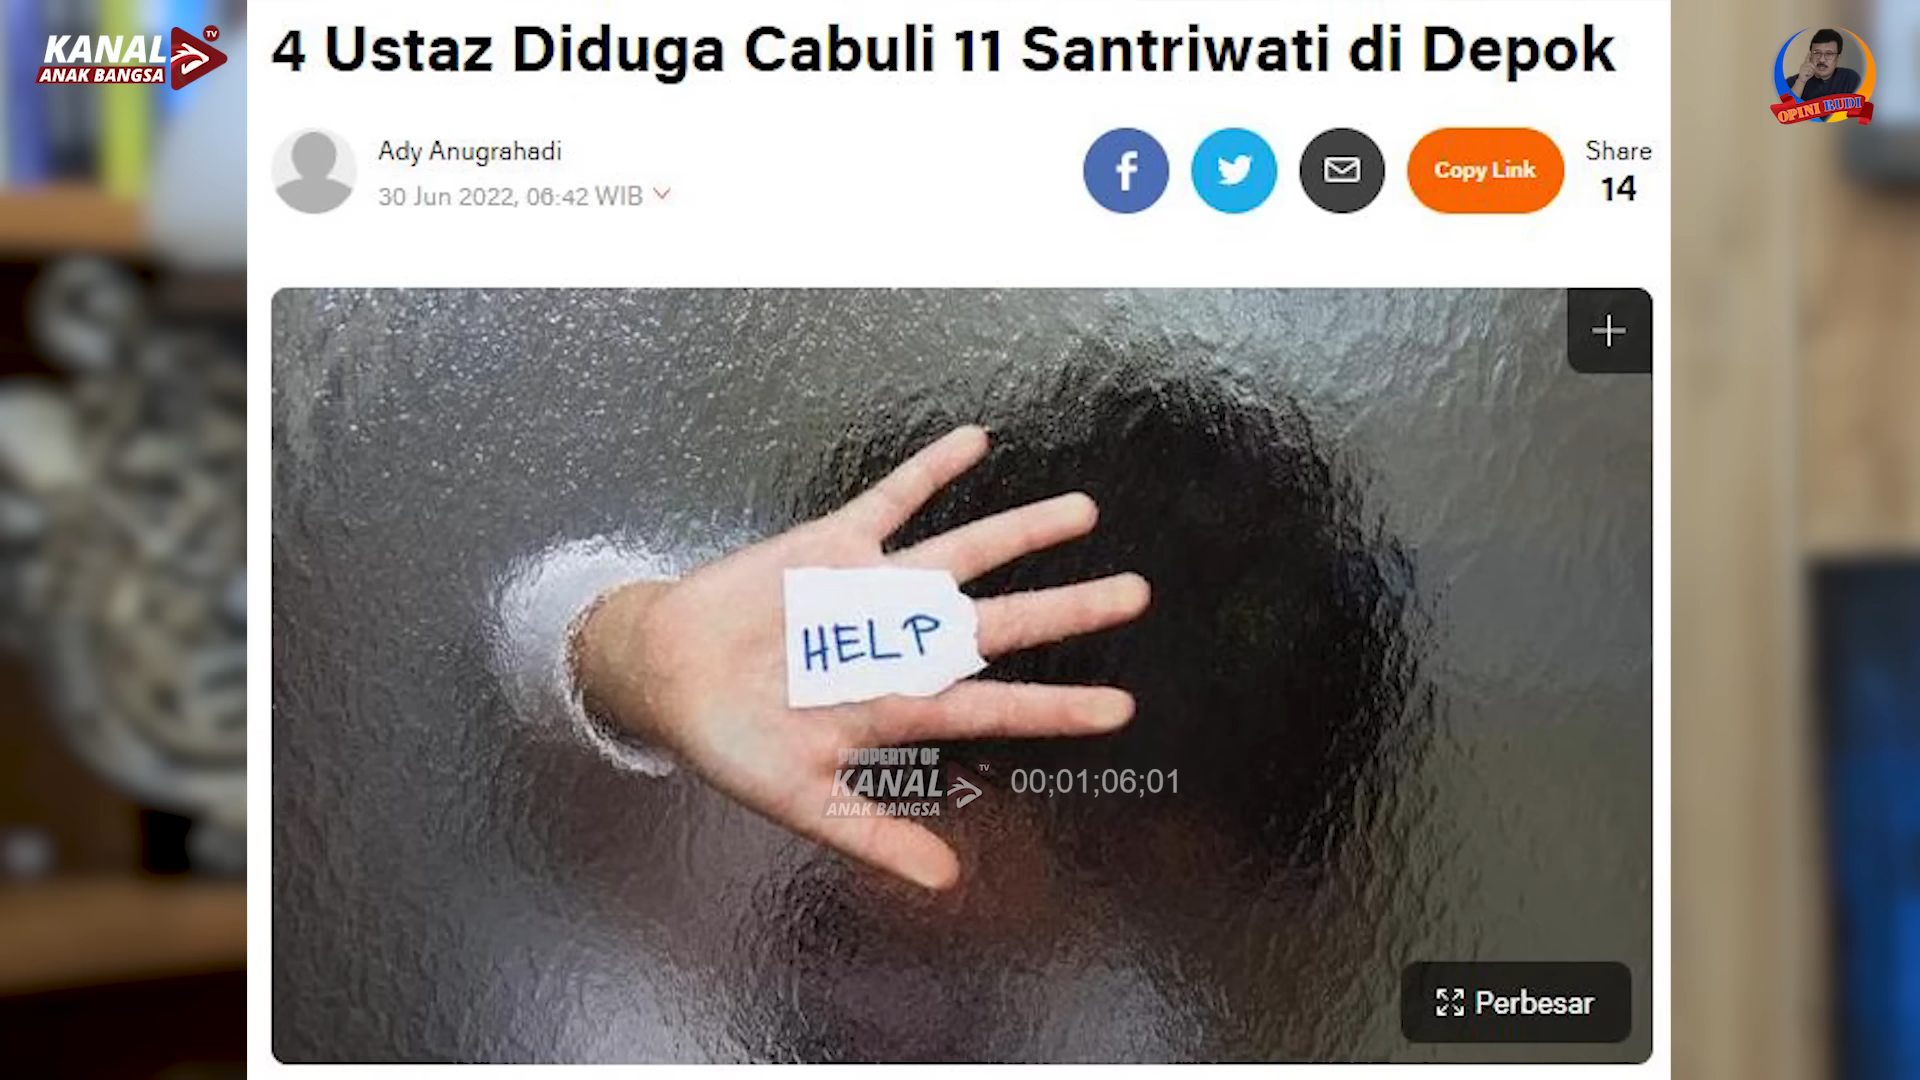 KANAL TV
ANAK BANGSA
4 Ustaz Diduga Cabuli 11 Santriwati di Depok
OPINI BUDI
Ady Anugrahadi
30 Jun 2022, 06:42 WIB
f
Copy Link
Share
14
HELP
PROPERTY OF
KANAL TV
ANAK BANGSA
00;01;06;01
Perbesar